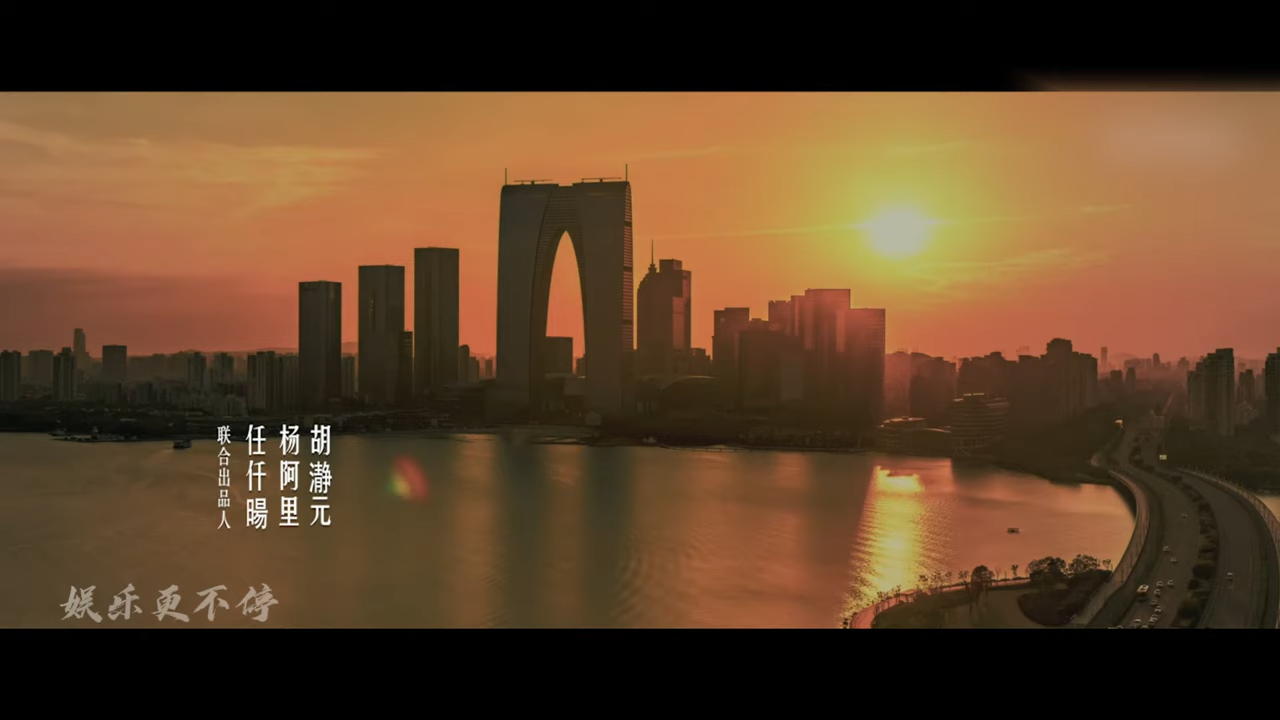 胡瀞元
杨阿里
任仟暘
联合出品人
娱乐更不停